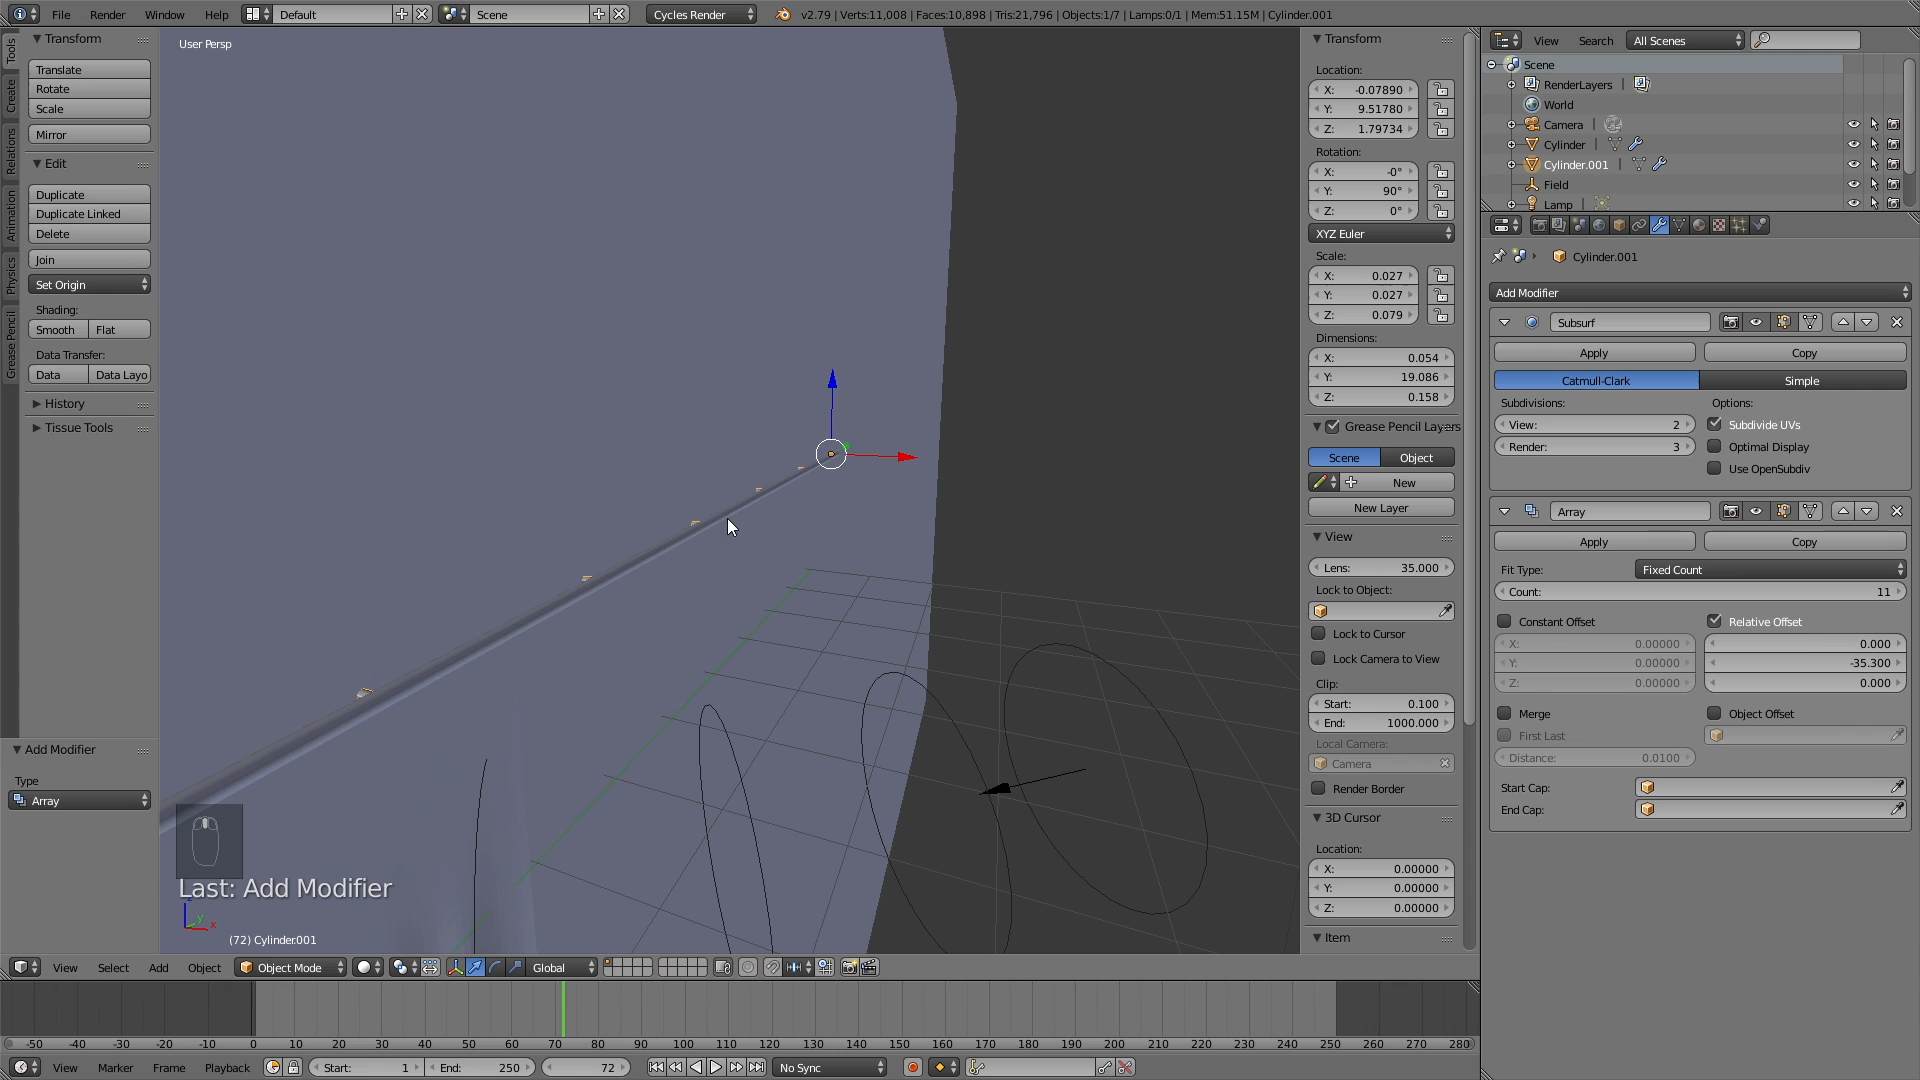 File Render Window Help Default Scene Cycles Render v2.79 | Verts:11,008 | Faces:10,898 | Tris:21,796 | Objects:1/7 | Lamps:0/1 | Mem:51.15M | Cylinder.001
Tools
Create
Relations
Animation
Physics
Grease Pencil
Transform
Translate
Rotate
Scale
Mirror
Edit
Duplicate
Duplicate Linked
Delete
Join
Set Origin
Shading:
Smooth Flat
Data Transfer:
Data Data Layo
History
Tissue Tools
Add Modifier
Type
Array
User Persp
Last: Add Modifier
z
y
x
(72) Cylinder.001
Transform
Location:
X: -0.07890
Y: 9.51780
Z: 1.79734
Rotation:
X: -0°
Y: 90°
Z: 0°
XYZ Euler
Scale:
X: 0.027
Y: 0.027
Z: 0.079
Dimensions:
X: 0.054
Y: 19.086
Z: 0.158
Grease Pencil Layers
Scene Object
New
New Layer
View
Lens: 35.000
Lock to Object:
Lock to Cursor
Lock Camera to View
Clip:
Start: 0.100
End: 1000.000
Local Camera:
Camera
Render Border
3D Cursor
Location:
X: 0.00000
Y: 0.00000
Z: 0.00000
Item
View Search All Scenes
Scene
RenderLayers |
World
Camera |
Cylinder |
Cylinder.001 |
Field
Lamp |
Cylinder.001
Add Modifier
Subsurf
Apply Copy
Catmull-Clark Simple
Subdivisions: Options:
View: 2 Subdivide UVs
Render: 3 Optimal Display
Use OpenSubdiv
Array
Apply Copy
Fit Type: Fixed Count
Count: 11
Constant Offset Relative Offset
X: 0.00000 0.000
Y: 0.00000 -35.300
Z: 0.00000 0.000
Merge Object Offset
First Last
Distance: 0.0100
Start Cap:
End Cap:
View Select Add Object Object Mode Global
-50 -40 -30 -20 -10 0 10 20 30 40 50 60 70 80 90 100 110 120 130 140 150 160 170 180 190 200 210 220 230 240 250 260 270 280
View Marker Frame Playback Start: 1 End: 250 72 No Sync